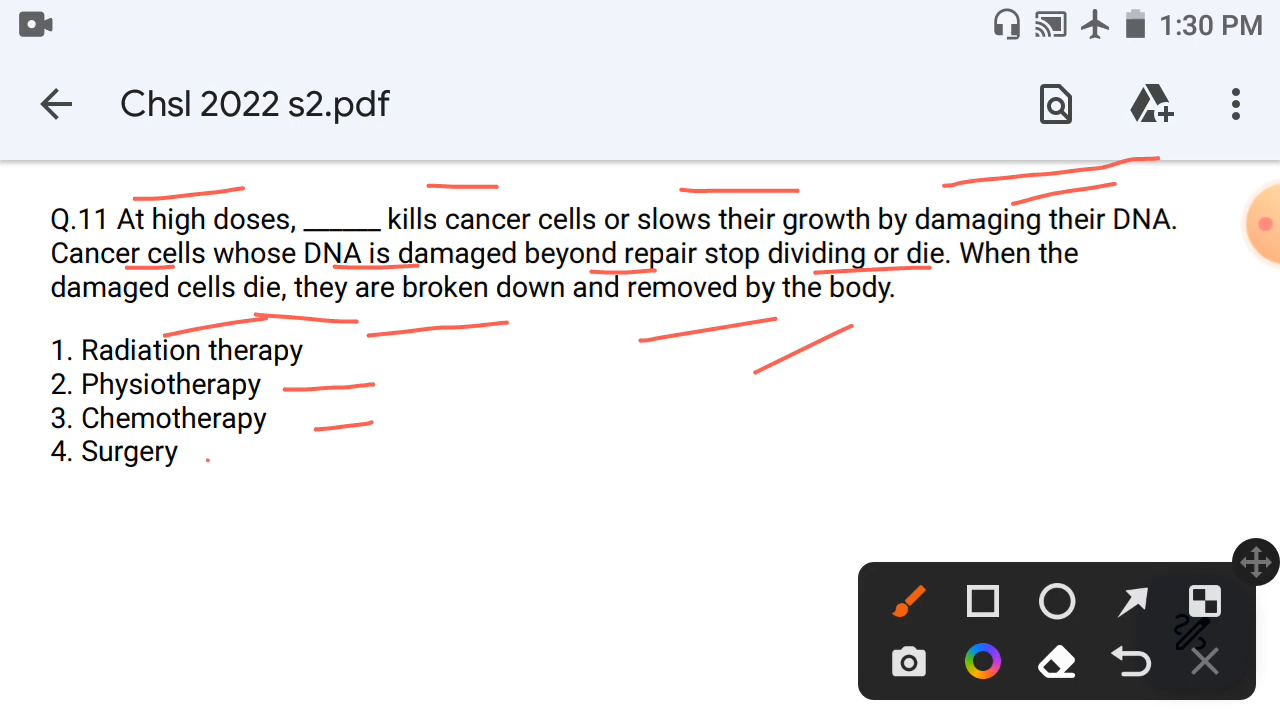 1:30 PM
Chsl 2022 s2.pdf
Q.11 At high doses, ______ kills cancer cells or slows their growth by damaging their DNA.
Cancer cells whose DNA is damaged beyond repair stop dividing or die. When the
damaged cells die, they are broken down and removed by the body.
1. Radiation therapy
2. Physiotherapy
3. Chemotherapy
4. Surgery